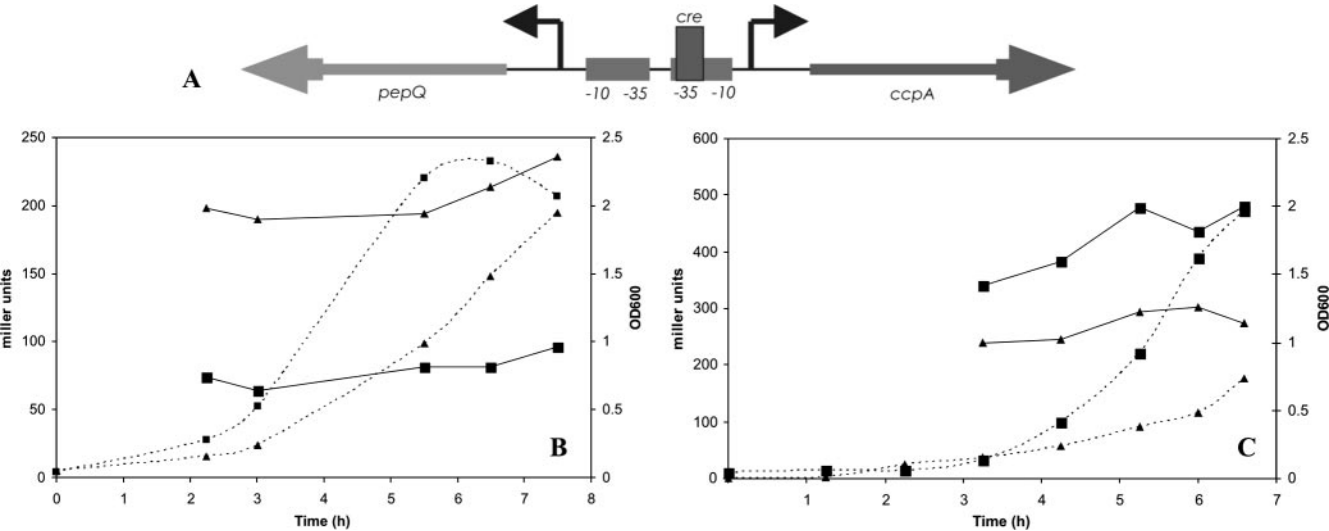 cre
A
pepQ
-10 -35
-35 -10
ccpA
250
200
150
100
50
0
miller units
2.5
2
1.5
1
0.5
0
OD600
0 1 2 3 4 5 6 7 8
Time (h)
B
600
500
400
300
200
100
0
miller units
2.5
2
1.5
1
0.5
0
OD600
1 2 3 4 5 6 7
Time (h)
C